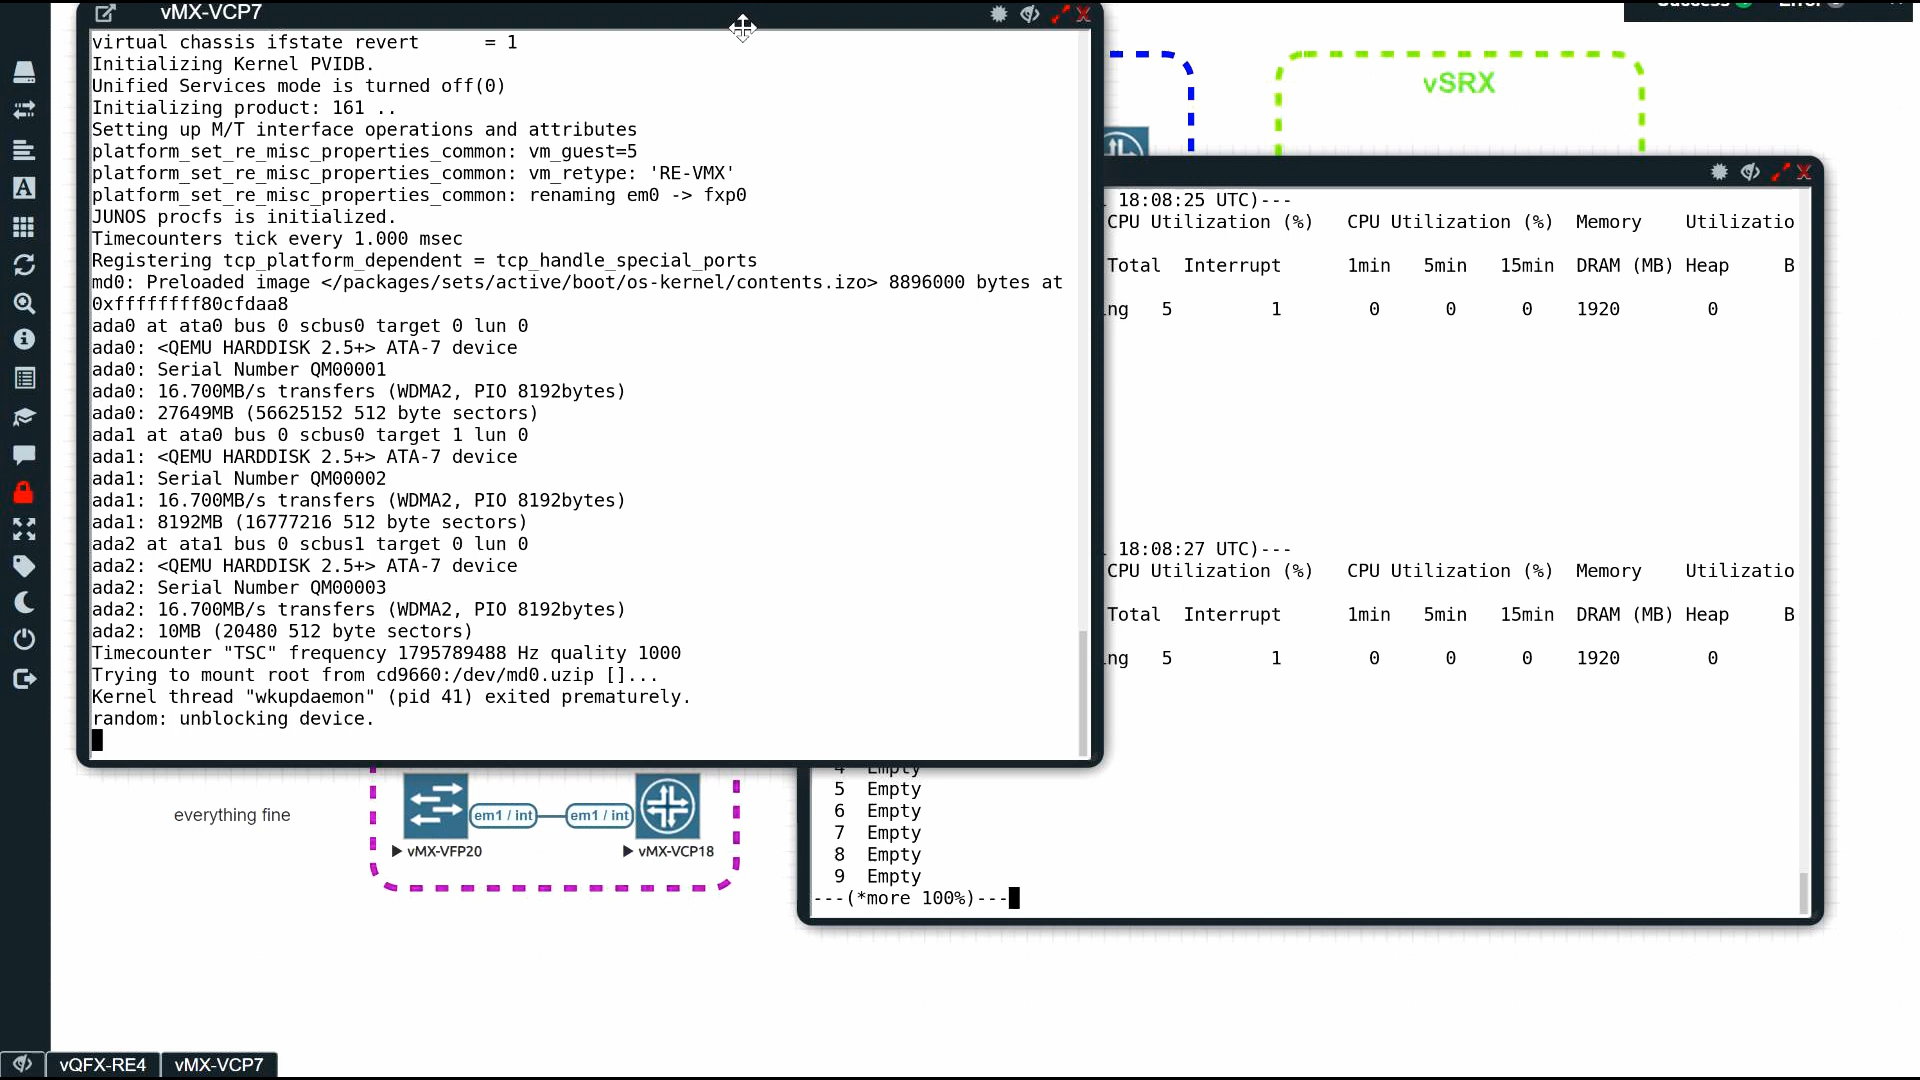 vMX-VCP7
virtual chassis ifstate revert      = 1
Initializing Kernel PVIDB.
Unified Services mode is turned off(0)
Initializing product: 161 ..
Setting up M/T interface operations and attributes
platform_set_re_misc_properties_common: vm_guest=5
platform_set_re_misc_properties_common: vm_retype: 'RE-VMX'
platform_set_re_misc_properties_common: renaming em0 -> fxp0
JUNOS procfs is initialized.
Timecounters tick every 1.000 msec
Registering tcp_platform_dependent = tcp_handle_special_ports
md0: Preloaded image </packages/sets/active/boot/os-kernel/contents.izo> 8896000 bytes at
0xffffffff80cfdaa8
ada0 at ata0 bus 0 scbus0 target 0 lun 0
ada0: <QEMU HARDDISK 2.5+> ATA-7 device
ada0: Serial Number QM00001
ada0: 16.700MB/s transfers (WDMA2, PIO 8192bytes)
ada0: 27649MB (56625152 512 byte sectors)
ada1 at ata0 bus 0 scbus0 target 1 lun 0
ada1: <QEMU HARDDISK 2.5+> ATA-7 device
ada1: Serial Number QM00002
ada1: 16.700MB/s transfers (WDMA2, PIO 8192bytes)
ada1: 8192MB (16777216 512 byte sectors)
ada2 at ata1 bus 0 scbus1 target 0 lun 0
ada2: <QEMU HARDDISK 2.5+> ATA-7 device
ada2: Serial Number QM00003
ada2: 16.700MB/s transfers (WDMA2, PIO 8192bytes)
ada2: 10MB (20480 512 byte sectors)
Timecounter "TSC" frequency 1795789488 Hz quality 1000
Trying to mount root from cd9660:/dev/md0.uzip []...
Kernel thread "wkupdaemon" (pid 41) exited prematurely.
random: unblocking device.
vSRX
18:08:25 UTC)---
CPU Utilization (%)   CPU Utilization (%)  Memory    Utilizatio
Total  Interrupt      1min   5min   15min  DRAM (MB) Heap     B
ng   5         1        0      0      0    1920        0
18:08:27 UTC)---
CPU Utilization (%)   CPU Utilization (%)  Memory    Utilizatio
Total  Interrupt      1min   5min   15min  DRAM (MB) Heap     B
ng   5         1        0      0      0    1920        0
4  Empty
5  Empty
6  Empty
7  Empty
8  Empty
9  Empty
---(*more 100%)---
everything fine
em1 / int
em1 / int
vMX-VFP20
vMX-VCP18
vQFX-RE4
vMX-VCP7